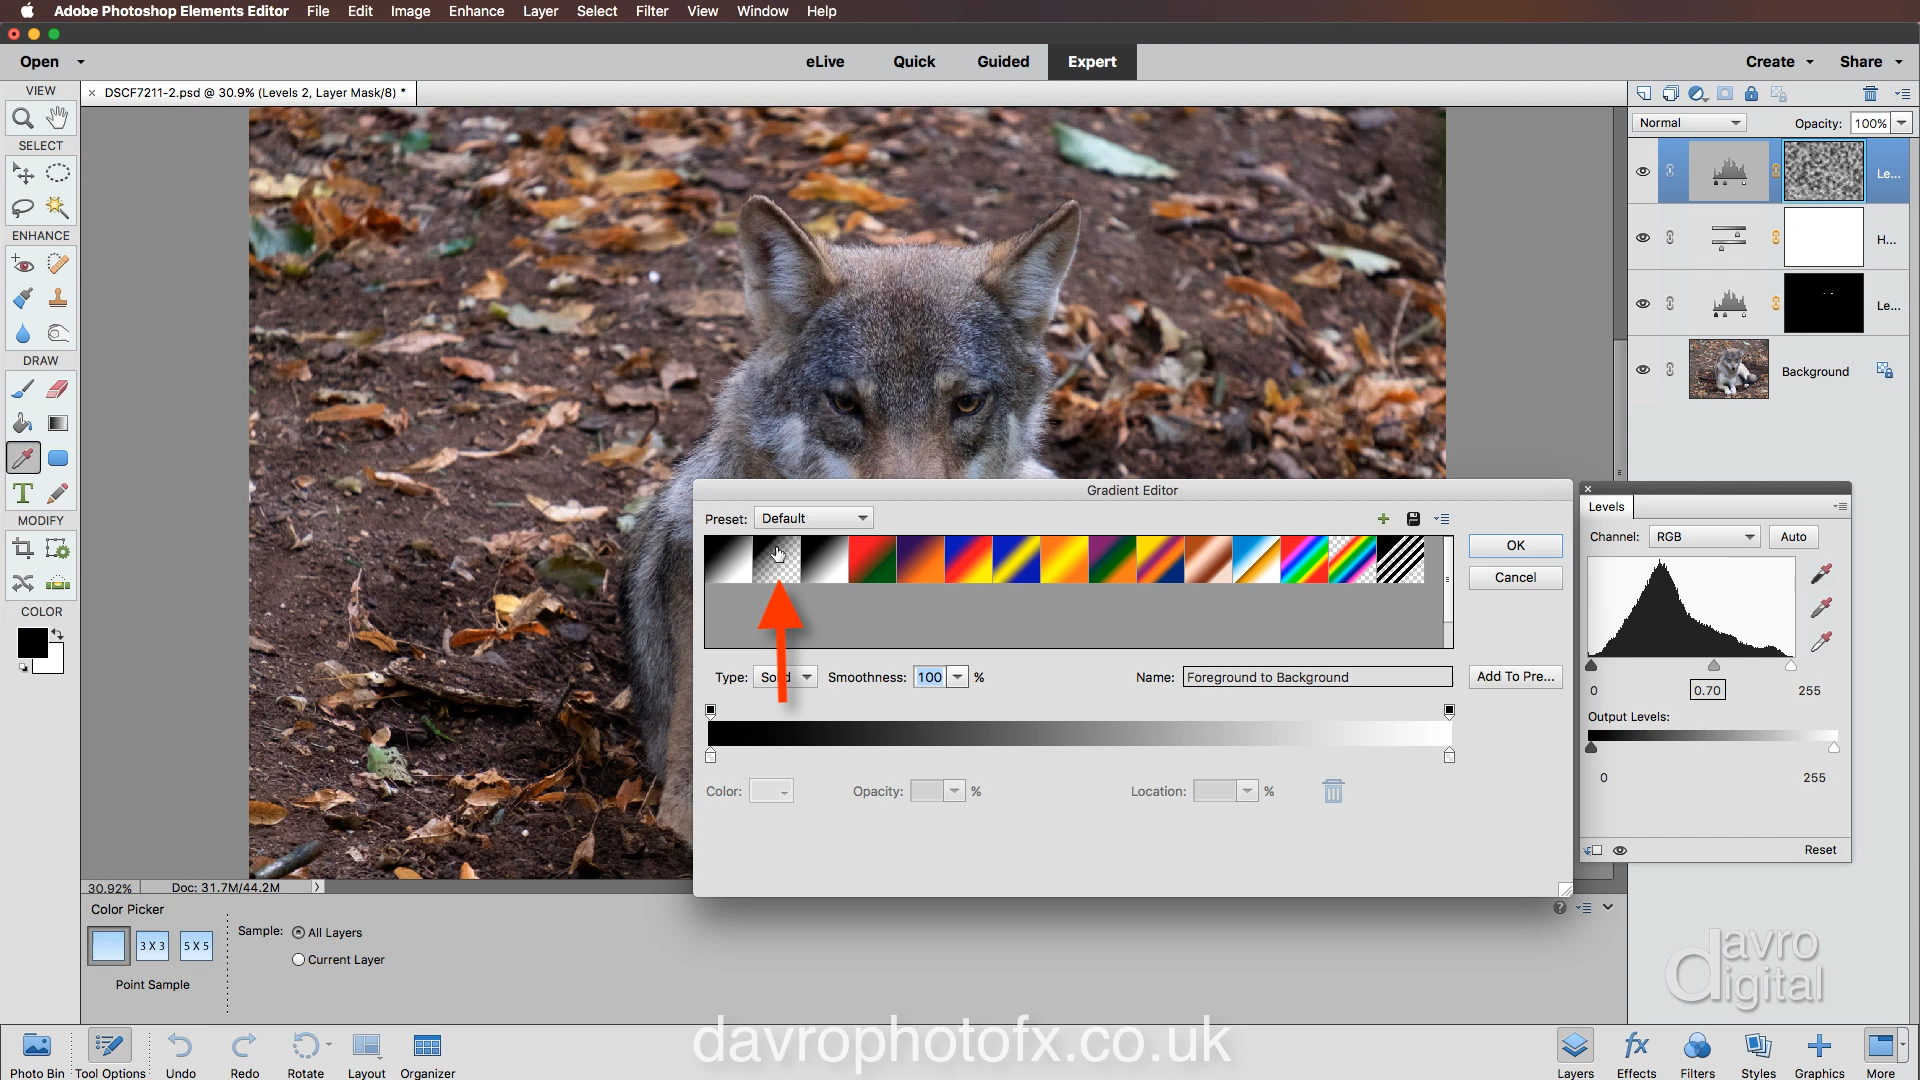 Adobe Photoshop Elements Editor File Edit Image Enhance Layer Select Filter View Window Help
Open eLive Quick Guided Expert Create Share
VIEW
× DSCF7211-2.psd @ 30.9% (Levels 2, Layer Mask/8) *
Normal Opacity: 100%
SELECT
Le...
ENHANCE
H...
Le...
DRAW
Background
T
MODIFY
COLOR
Gradient Editor
Preset: Default
OK
Cancel
Type: Smoothness: 100 % Name: Foreground to Background Add To Pre...
Color: Opacity: % Location: %
Levels
Channel: RGB Auto
0 0.70 255
Output Levels:
0 255
Reset
30.92% Doc: 31.7M/44.2M
Color Picker
3 X 3 5 X 5
Point Sample
Sample: All Layers
Current Layer
davro
digital
davrophotofx.co.uk
Photo Bin Tool Options Undo Redo Rotate Layout Organizer
fx
Layers Effects Filters Styles Graphics More